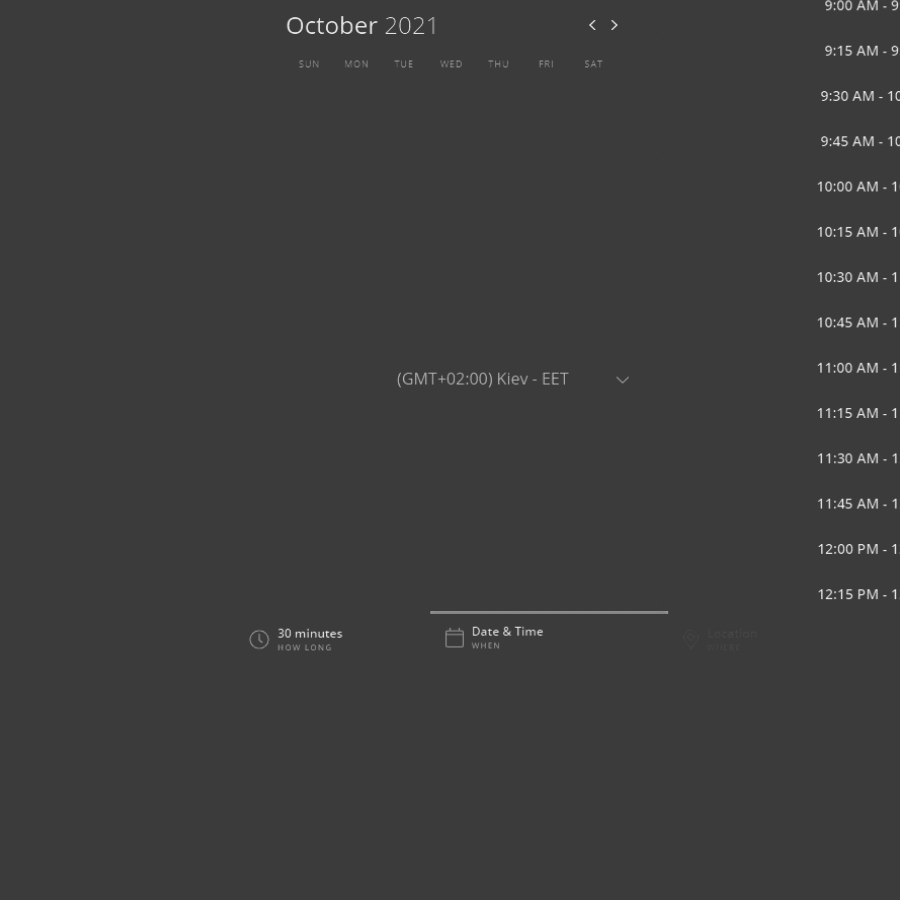 October 2021
SUN MON TUE WED THU FRI SAT
(GMT+02:00) Kiev - EET
9:00 AM - 9
9:15 AM - 9
9:30 AM - 10
9:45 AM - 10
10:00 AM - 10
10:15 AM - 10
10:30 AM - 1
10:45 AM - 1
11:00 AM - 1
11:15 AM - 1
11:30 AM - 1
11:45 AM - 1
12:00 PM - 1
12:15 PM - 1
30 minutes
HOW LONG
Date & Time
WHEN
Location